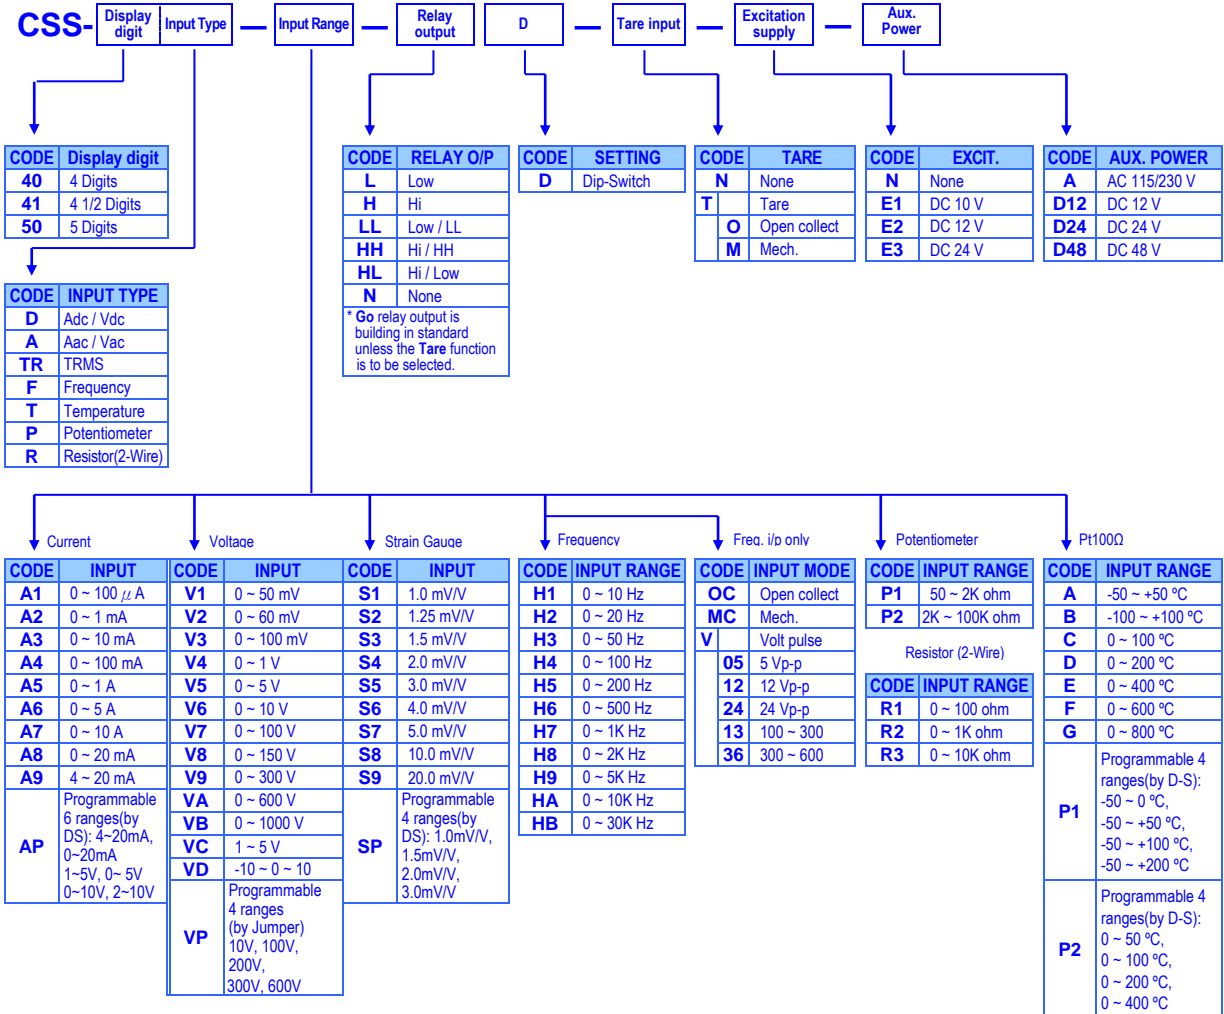 CSS- Display digit Input Type Input Range Relay output D Tare input Excitation supply Aux. Power
CODE Display digit
40 4 Digits
41 4 1/2 Digits
50 5 Digits
CODE RELAY O/P
L Low
H Hi
LL Low / LL
HH Hi / HH
HL Hi / Low
N None
* Go relay output is
building in standard
unless the Tare function
is to be selected.
CODE SETTING
D Dip-Switch
CODE TARE
N None
T Tare
O Open collect
M Mech.
CODE EXCIT.
N None
E1 DC 10 V
E2 DC 12 V
E3 DC 24 V
CODE AUX. POWER
A AC 115/230 V
D12 DC 12 V
D24 DC 24 V
D48 DC 48 V
CODE INPUT TYPE
D Adc / Vdc
A Aac / Vac
TR TRMS
F Frequency
T Temperature
P Potentiometer
R Resistor(2-Wire)
Current
CODE INPUT
A1 0 ~ 100 μ A
A2 0 ~ 1 mA
A3 0 ~ 10 mA
A4 0 ~ 100 mA
A5 0 ~ 1 A
A6 0 ~ 5 A
A7 0 ~ 10 A
A8 0 ~ 20 mA
A9 4 ~ 20 mA
AP Programmable
6 ranges(by
DS): 4~20mA,
0~20mA
1~5V, 0~ 5V
0~10V, 2~10V
Voltage
CODE INPUT
V1 0 ~ 50 mV
V2 0 ~ 60 mV
V3 0 ~ 100 mV
V4 0 ~ 1 V
V5 0 ~ 5 V
V6 0 ~ 10 V
V7 0 ~ 100 V
V8 0 ~ 150 V
V9 0 ~ 300 V
VA 0 ~ 600 V
VB 0 ~ 1000 V
VC 1 ~ 5 V
VD -10 ~ 0 ~ 10
VP Programmable
4 ranges
(by Jumper)
10V, 100V,
200V,
300V, 600V
Strain Gauge
CODE INPUT
S1 1.0 mV/V
S2 1.25 mV/V
S3 1.5 mV/V
S4 2.0 mV/V
S5 3.0 mV/V
S6 4.0 mV/V
S7 5.0 mV/V
S8 10.0 mV/V
S9 20.0 mV/V
SP Programmable
4 ranges(by
DS): 1.0mV/V,
1.5mV/V,
2.0mV/V,
3.0mV/V
Frequency
CODE INPUT RANGE
H1 0 ~ 10 Hz
H2 0 ~ 20 Hz
H3 0 ~ 50 Hz
H4 0 ~ 100 Hz
H5 0 ~ 200 Hz
H6 0 ~ 500 Hz
H7 0 ~ 1K Hz
H8 0 ~ 2K Hz
H9 0 ~ 5K Hz
HA 0 ~ 10K Hz
HB 0 ~ 30K Hz
Freq. i/p only
CODE INPUT MODE
OC Open collect
MC Mech.
V Volt pulse
05 5 Vp-p
12 12 Vp-p
24 24 Vp-p
13 100 ~ 300
36 300 ~ 600
Potentiometer
CODE INPUT RANGE
P1 50 ~ 2K ohm
P2 2K ~ 100K ohm
Resistor (2-Wire)
CODE INPUT RANGE
R1 0 ~ 100 ohm
R2 0 ~ 1K ohm
R3 0 ~ 10K ohm
Pt100Ω
CODE INPUT RANGE
A -50 ~ +50 ºC
B -100 ~ +100 ºC
C 0 ~ 100 ºC
D 0 ~ 200 ºC
E 0 ~ 400 ºC
F 0 ~ 600 ºC
G 0 ~ 800 ºC
P1 Programmable 4
ranges(by D-S):
-50 ~ 0 ºC,
-50 ~ +50 ºC,
-50 ~ +100 ºC,
-50 ~ +200 ºC
P2 Programmable 4
ranges(by D-S):
0 ~ 50 ºC,
0 ~ 100 ºC,
0 ~ 200 ºC,
0 ~ 400 ºC